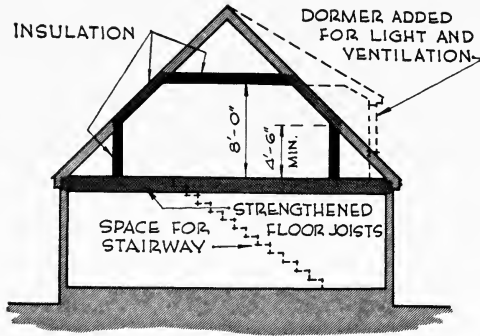 INSULATION
DORMER ADDED
FOR LIGHT AND
VENTILATION
8'-0"
4'-6"
MIN.
STRENGTHENED
FLOOR JOISTS
SPACE FOR
STAIRWAY